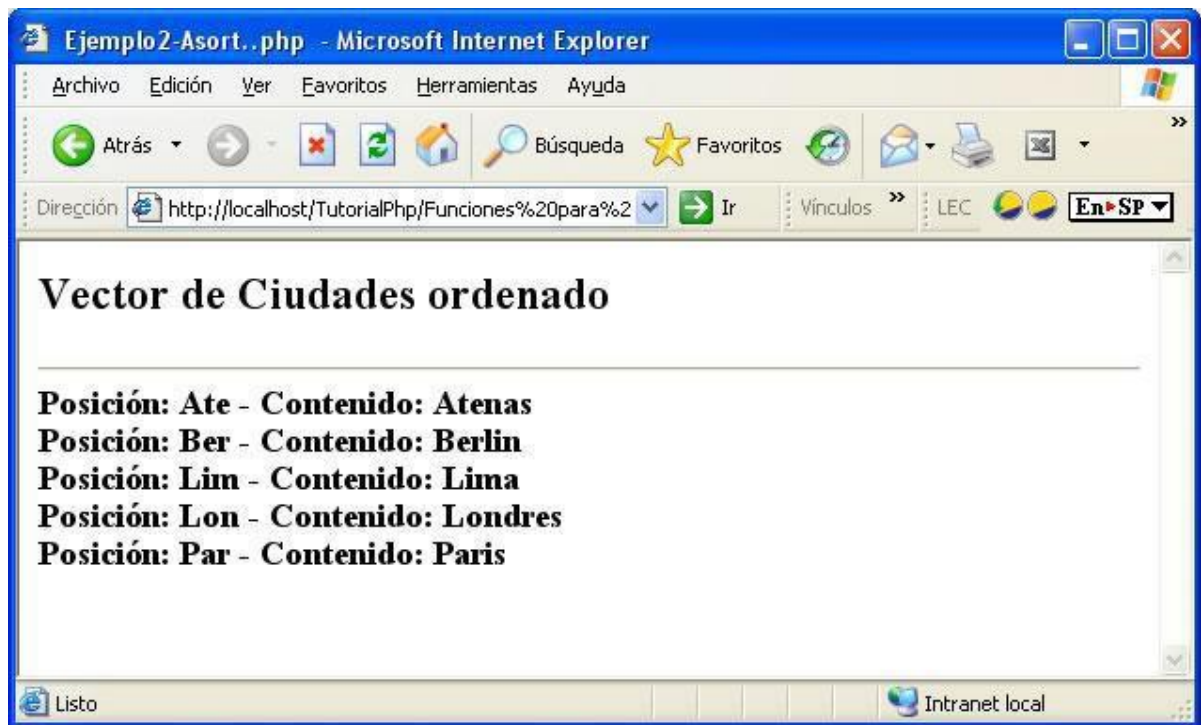 Ejemplo2-Asort..php - Microsoft Internet Explorer
Archivo Edición Ver Favoritos Herramientas Ayuda
Atrás Búsqueda Favoritos »
Dirección http://localhost/TutorialPhp/Funciones%20para%2 Ir Vínculos » LEC En▸SP
Vector de Ciudades ordenado
Posición: Ate - Contenido: Atenas
Posición: Ber - Contenido: Berlin
Posición: Lim - Contenido: Lima
Posición: Lon - Contenido: Londres
Posición: Par - Contenido: Paris
Listo Intranet local